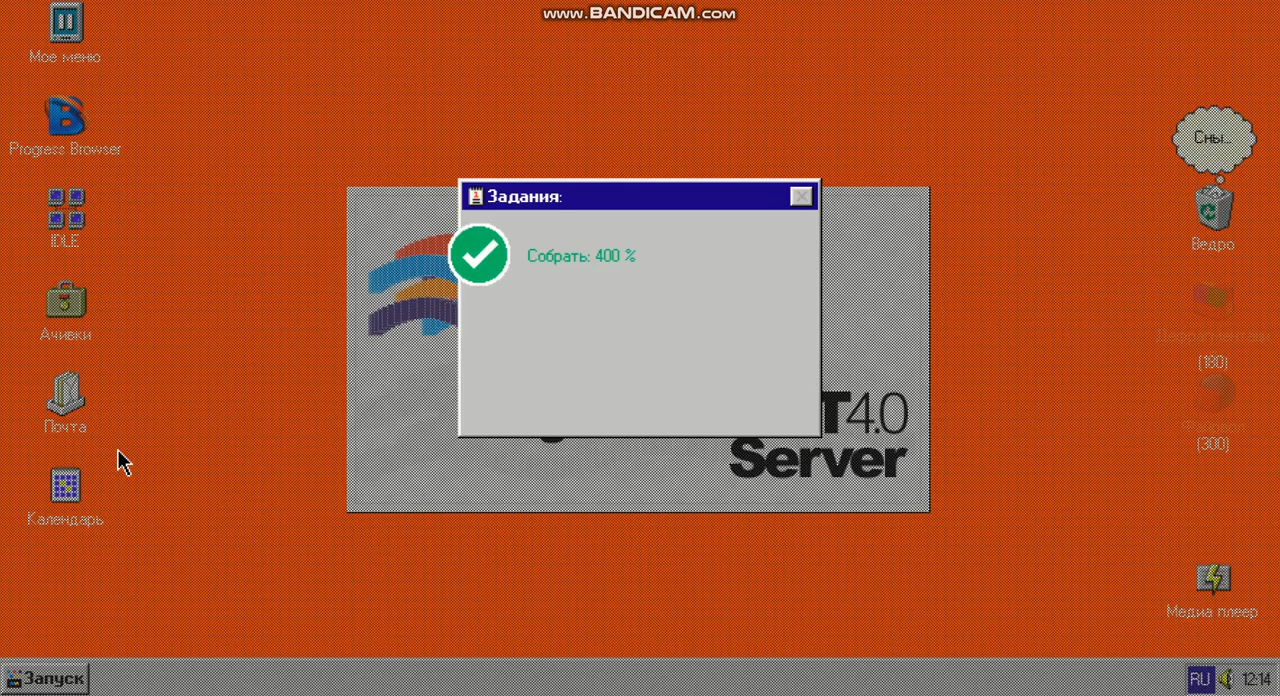 www.BANDICAM.com
Мое меню
Progress Browser
IDLE
Ачивки
Почта
Календарь
Задания:
Собрать: 400 %
T4.0
Server
Сны...
Ведро
(180)
(300)
Медиа плеер
Запуск
RU
12:14